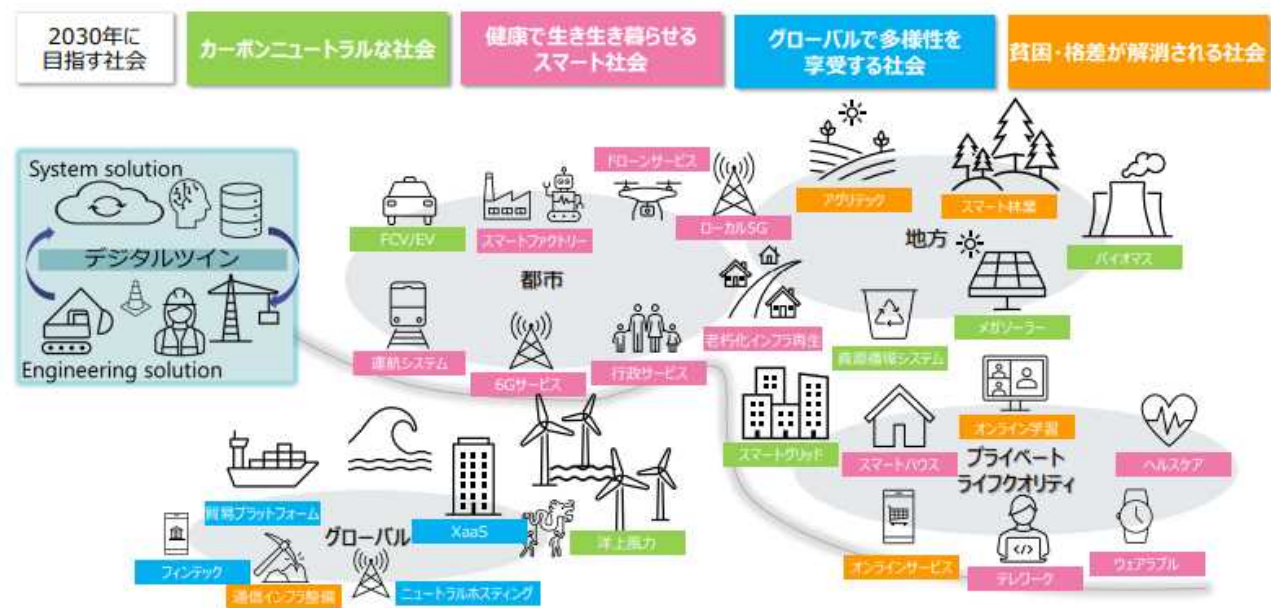 2030年に
目指す社会
カーボンニュートラルな社会
健康で生き生き暮らせる
スマート社会
グローバルで多様性を
享受する社会
貧困・格差が解消される社会
System solution
デジタルツイン
Engineering solution
FCV/EV
スマートファクトリー
ドローンサービス
ローカル5G
都市
運航システム
6Gサービス
行政サービス
老朽化インフラ再生
アグリテック
スマート林業
地方
バイオマス
メガソーラー
資源循環システム
スマートグリッド
スマートハウス
オンライン学習
プライベート
ライフクオリティ
ヘルスケア
オンラインサービス
テレワーク
ウェアラブル
貿易プラットフォーム
グローバル
XaaS
洋上風力
フィンテック
通信インフラ整備
ニュートラルホスティング